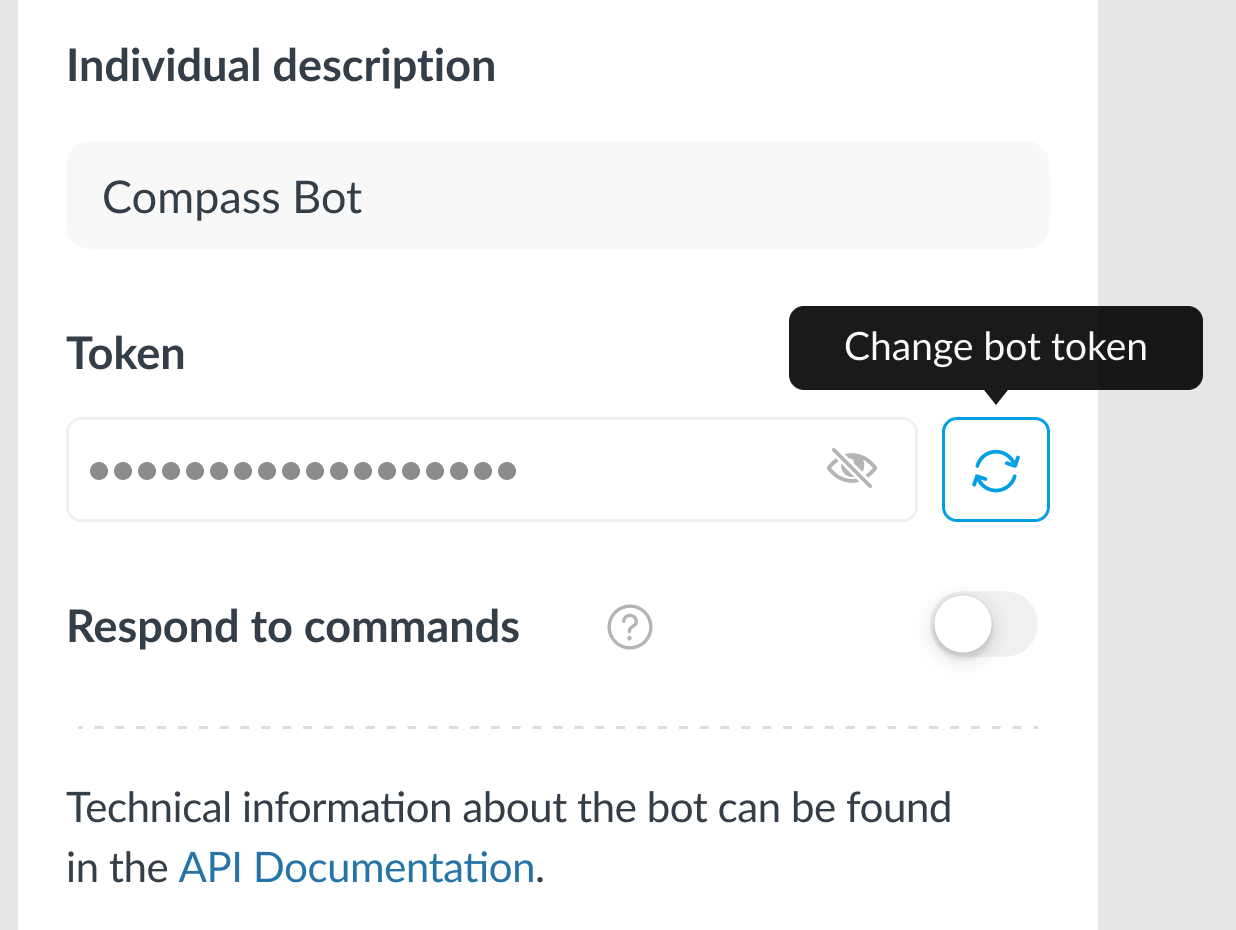 Individual description
Compass Bot
Change bot token
Token
Respond to commands
?
Technical information about the bot can be found
in the API Documentation.